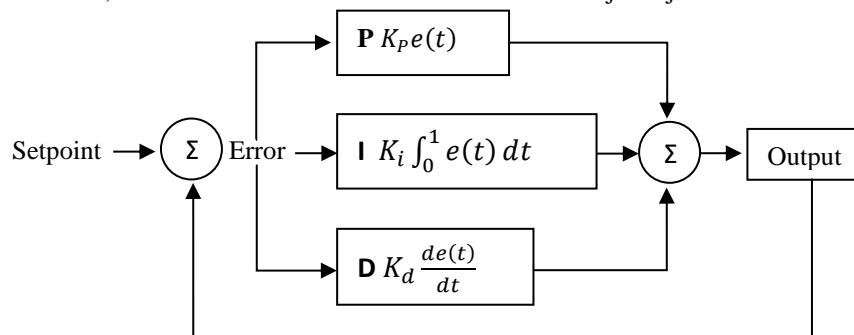 P K_P e(t)
Setpoint Σ Error I K_i ∫_0^1 e(t) dt Σ Output
D K_d de(t)/dt